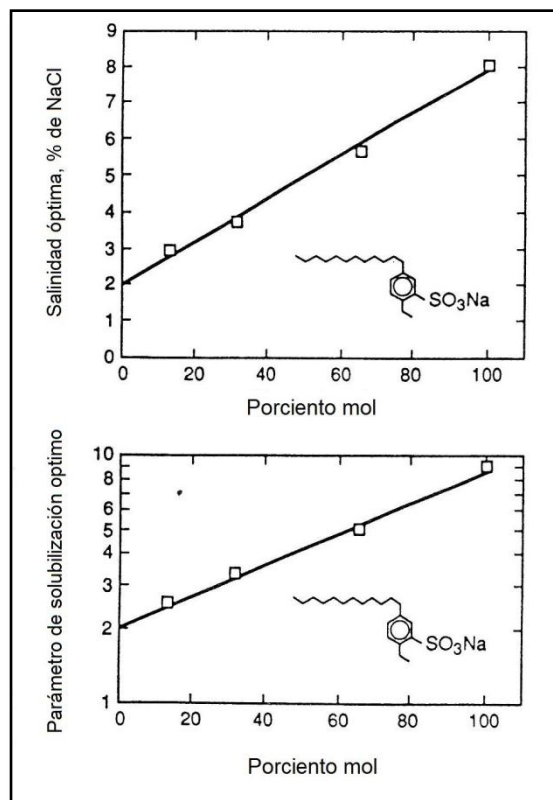 Salinidad óptima, % de NaCl
9
8
7
6
5
4
3
2
1
0
SO₃Na
0 20 40 60 80 100
Porciento mol
Parámetro de solubilización optimo
10
9
8
7
6
5
4
3
2
1
SO₃Na
0 20 40 60 80 100
Porciento mol